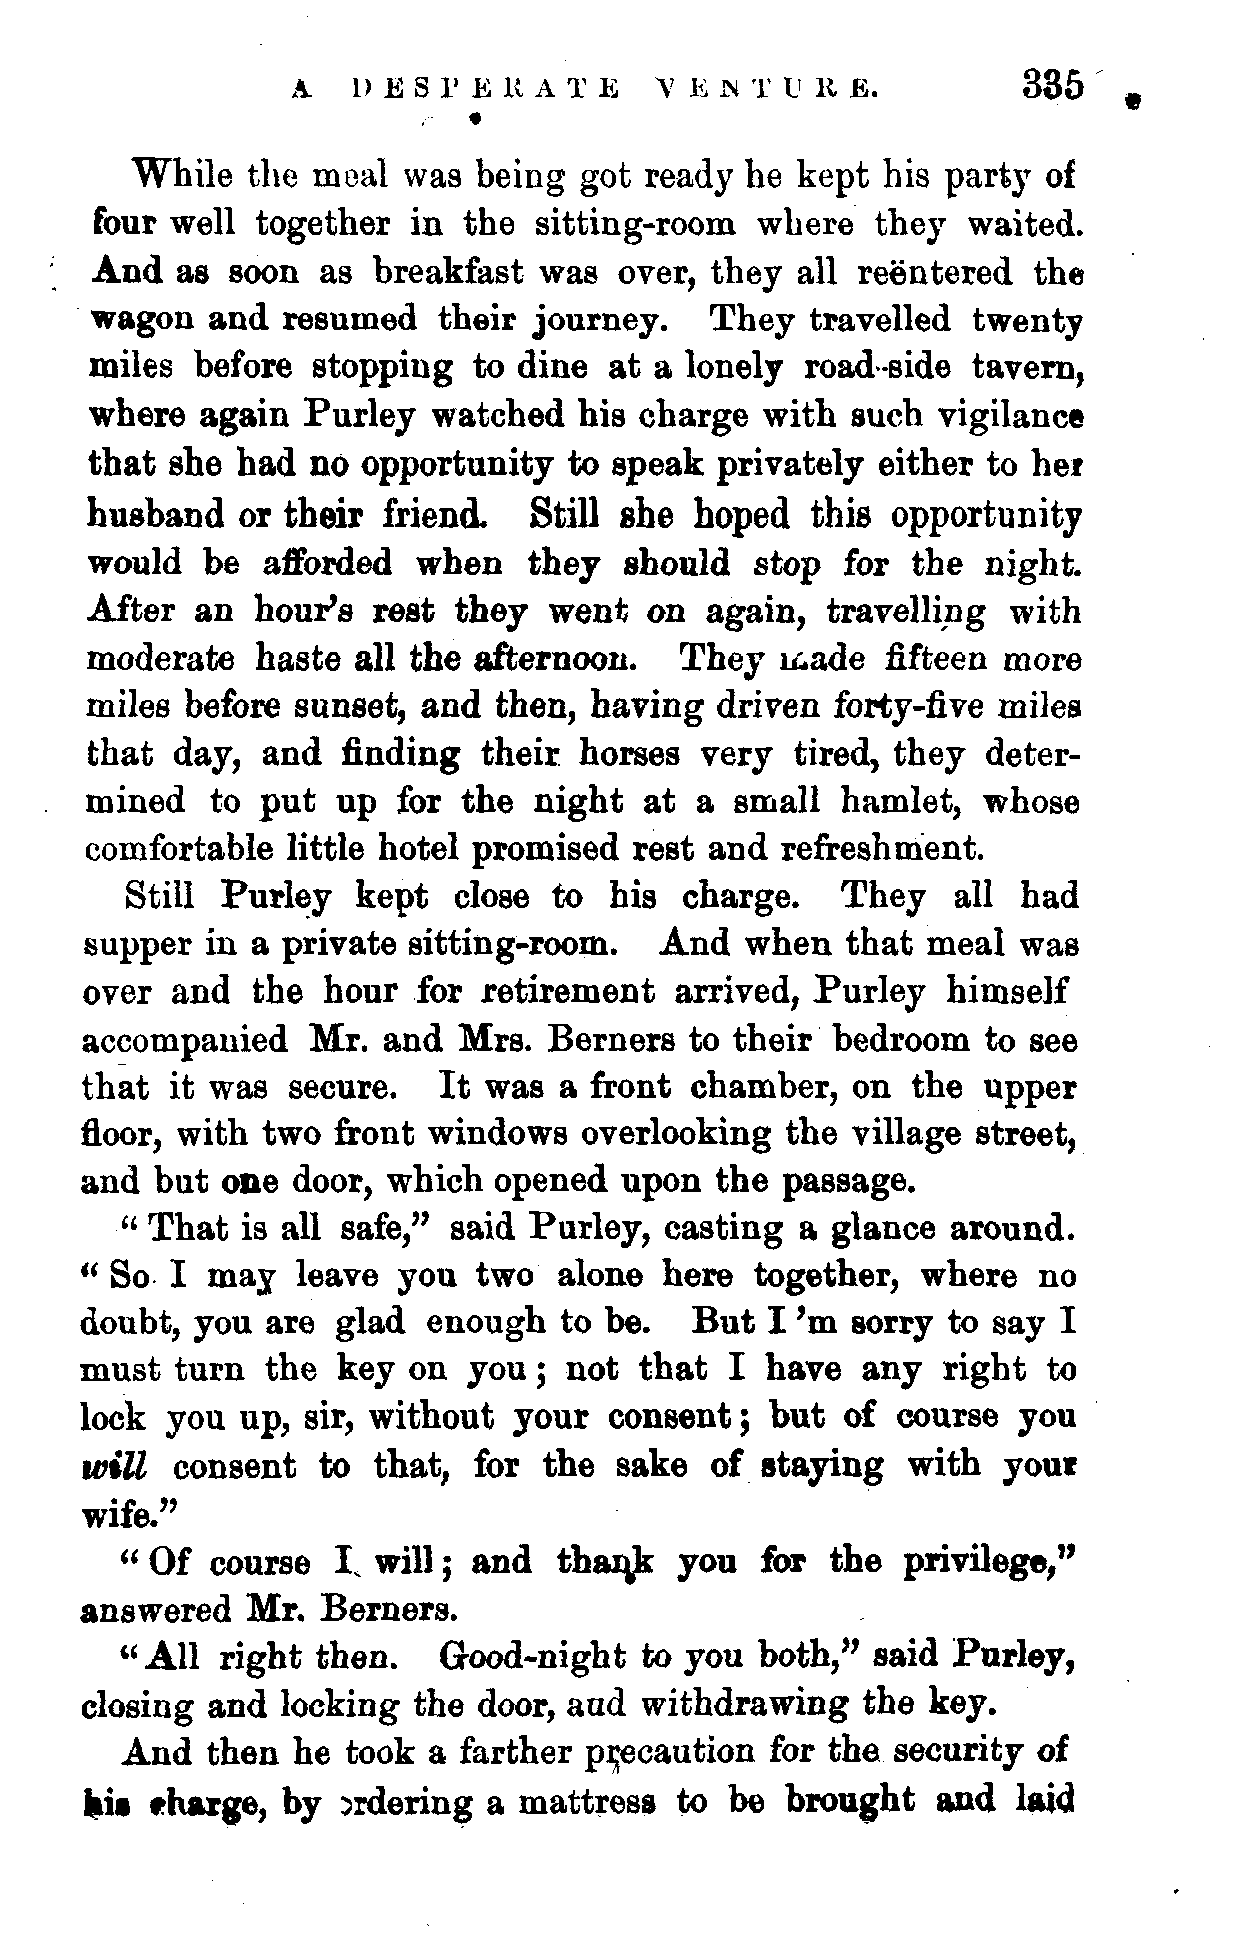 A DESPERATE VENTURE. 335
While the meal was being got ready he kept his party of
four well together in the sitting-room where they waited.
And as soon as breakfast was over, they all reëntered the
wagon and resumed their journey. They travelled twenty
miles before stopping to dine at a lonely road-side tavern,
where again Purley watched his charge with such vigilance
that she had no opportunity to speak privately either to her
husband or their friend. Still she hoped this opportunity
would be afforded when they should stop for the night.
After an hour's rest they went on again, travelling with
moderate haste all the afternoon. They made fifteen more
miles before sunset, and then, having driven forty-five miles
that day, and finding their horses very tired, they deter-
mined to put up for the night at a small hamlet, whose
comfortable little hotel promised rest and refreshment.
Still Purley kept close to his charge. They all had
supper in a private sitting-room. And when that meal was
over and the hour for retirement arrived, Purley himself
accompanied Mr. and Mrs. Berners to their bedroom to see
that it was secure. It was a front chamber, on the upper
floor, with two front windows overlooking the village street,
and but one door, which opened upon the passage.
"That is all safe," said Purley, casting a glance around.
"So I may leave you two alone here together, where no
doubt, you are glad enough to be. But I'm sorry to say I
must turn the key on you; not that I have any right to
lock you up, sir, without your consent; but of course you
will consent to that, for the sake of staying with your
wife."
"Of course I will; and thank you for the privilege,"
answered Mr. Berners.
"All right then. Good-night to you both," said Purley,
closing and locking the door, and withdrawing the key.
And then he took a farther precaution for the security of
his charge, by ordering a mattress to be brought and laid